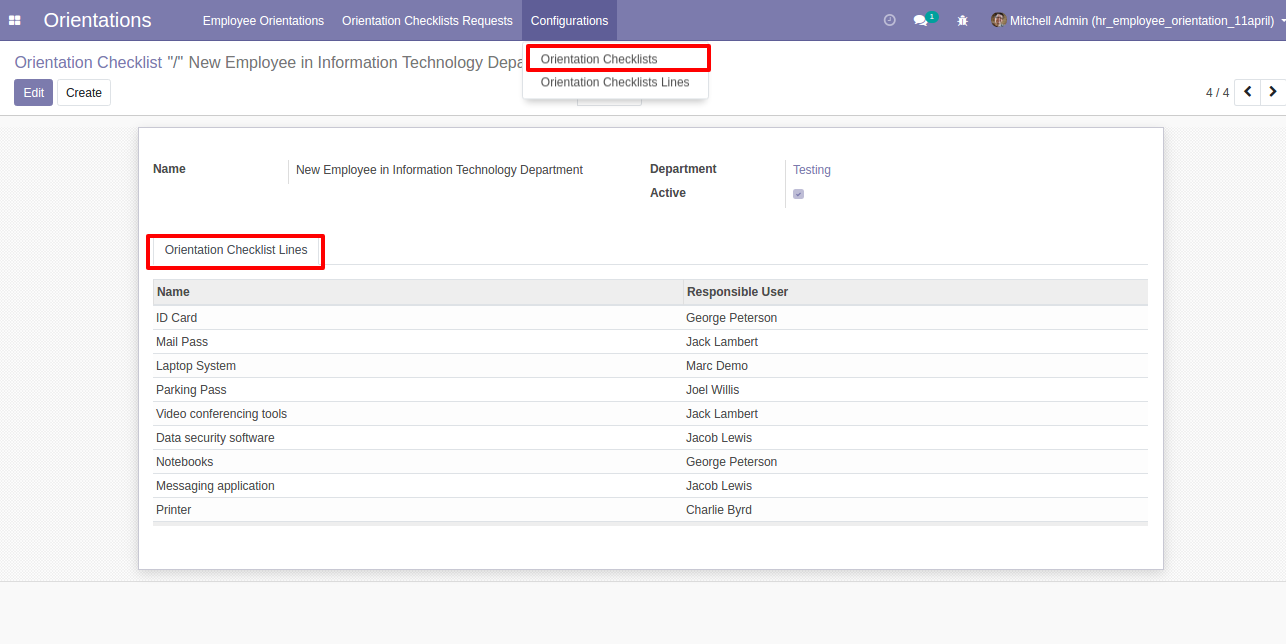 Orientations Employee Orientations Orientation Checklists Requests Configurations 1 Mitchell Admin (hr_employee_orientation_11april)
Orientation Checklist "/" New Employee in Information Technology Depa
Orientation Checklists
Orientation Checklists Lines
Edit Create 4 / 4
Name New Employee in Information Technology Department Department Testing
Active
Orientation Checklist Lines
Name Responsible User
ID Card George Peterson
Mail Pass Jack Lambert
Laptop System Marc Demo
Parking Pass Joel Willis
Video conferencing tools Jack Lambert
Data security software Jacob Lewis
Notebooks George Peterson
Messaging application Jacob Lewis
Printer Charlie Byrd